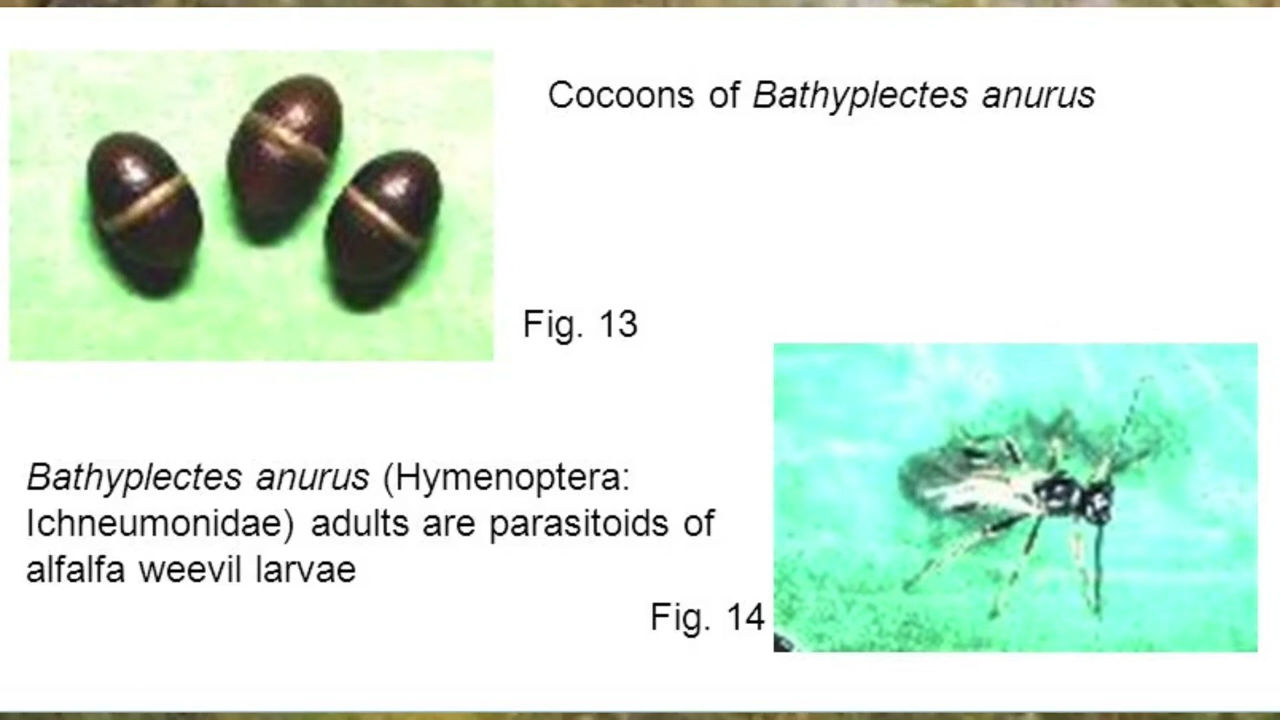 Cocoons of Bathyplectes anurus
Fig. 13
Bathyplectes anurus (Hymenoptera:
Ichneumonidae) adults are parasitoids of
alfalfa weevil larvae
Fig. 14